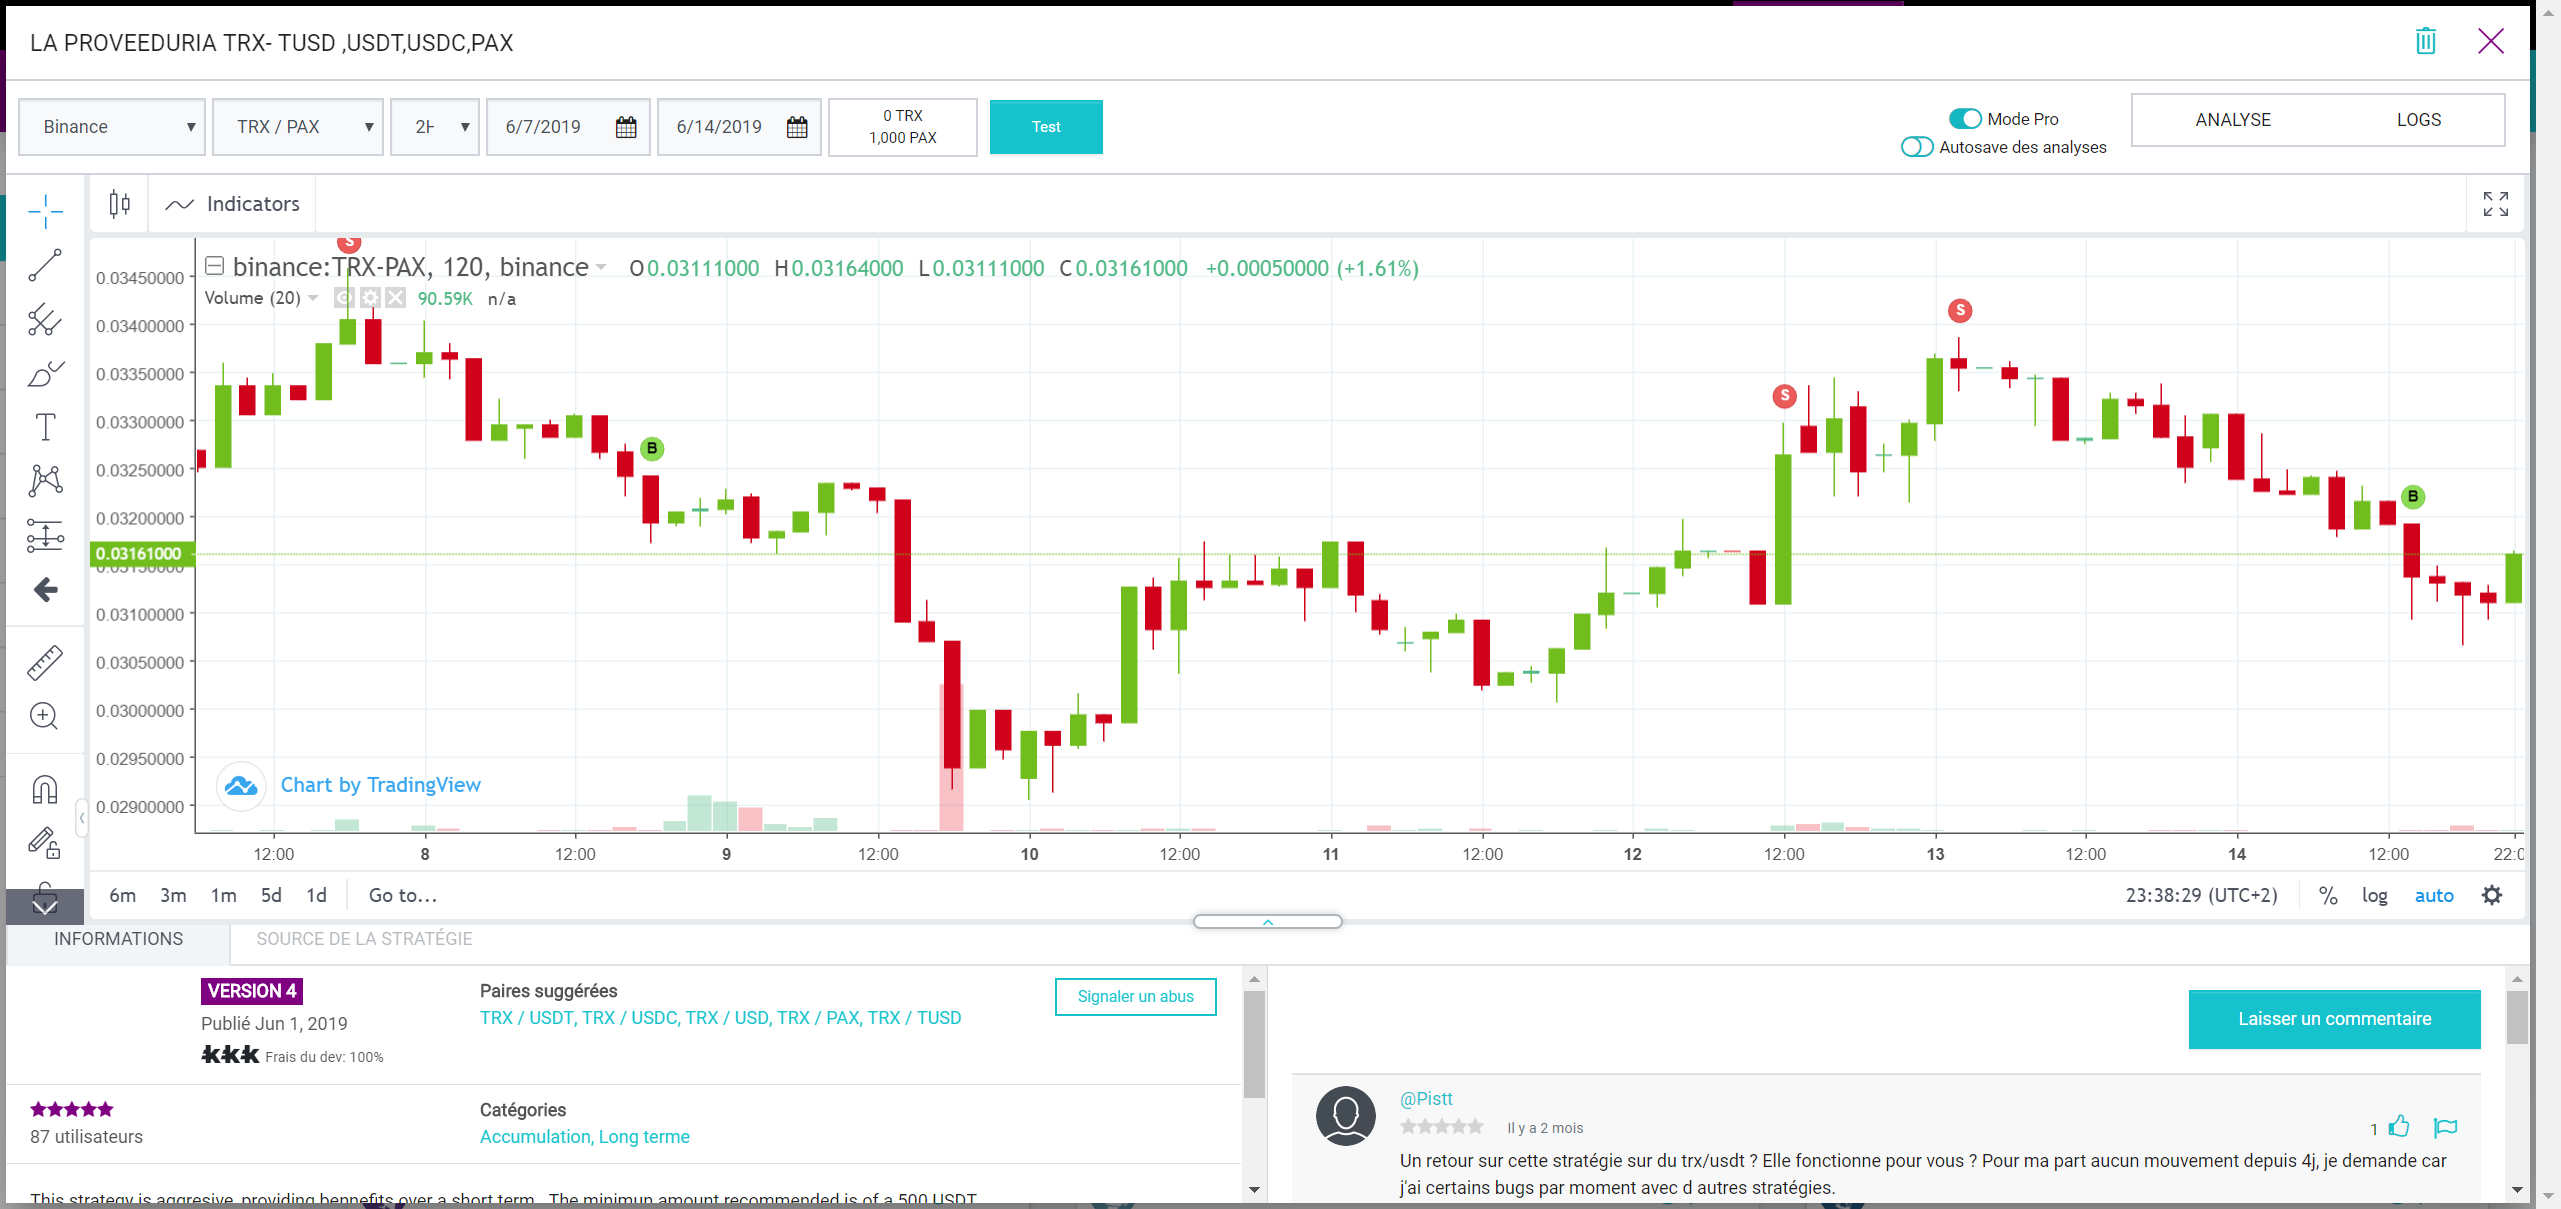 LA PROVEEDURIA TRX- TUSD ,USDT,USDC,PAX
Binance
TRX / PAX
6/7/2019
6/14/2019
0 TRX
1,000 PAX
Test
Mode Pro
Autosave des analyses
ANALYSE
LOGS
Indicators
binance:TRX-PAX, 120, binance O0.03111000 H0.03164000 L0.03111000 C0.03161000 +0.00050000 (+1.61%)
Volume (20) 90.59K n/a
S
B
S
S
B
0.03450000
0.03400000
0.03350000
0.03300000
0.03250000
0.03200000
0.03161000
0.03150000
0.03100000
0.03050000
0.03000000
0.02950000
0.02900000
Chart by TradingView
12:00 8 12:00 9 12:00 10 12:00 11 12:00 12 12:00 13 12:00 14 12:00
6m 3m 1m 5d 1d Go to...
23:38:29 (UTC+2) % log auto
INFORMATIONS
SOURCE DE LA STRATÉGIE
VERSION 4
Publié Jun 1, 2019
Frais du dev: 100%
Paires suggérées
TRX / USDT, TRX / USDC, TRX / USD, TRX / PAX, TRX / TUSD
Signaler un abus
87 utilisateurs
Catégories
Accumulation, Long terme
This strategy is aggresive, providing bennefits over a short term. The minimun amount recommended is of a 500 USDT
Laisser un commentaire
@Pistt
Il y a 2 mois
1
Un retour sur cette stratégie sur du trx/usdt ? Elle fonctionne pour vous ? Pour ma part aucun mouvement depuis 4j, je demande car
j'ai certains bugs par moment avec d autres stratégies.